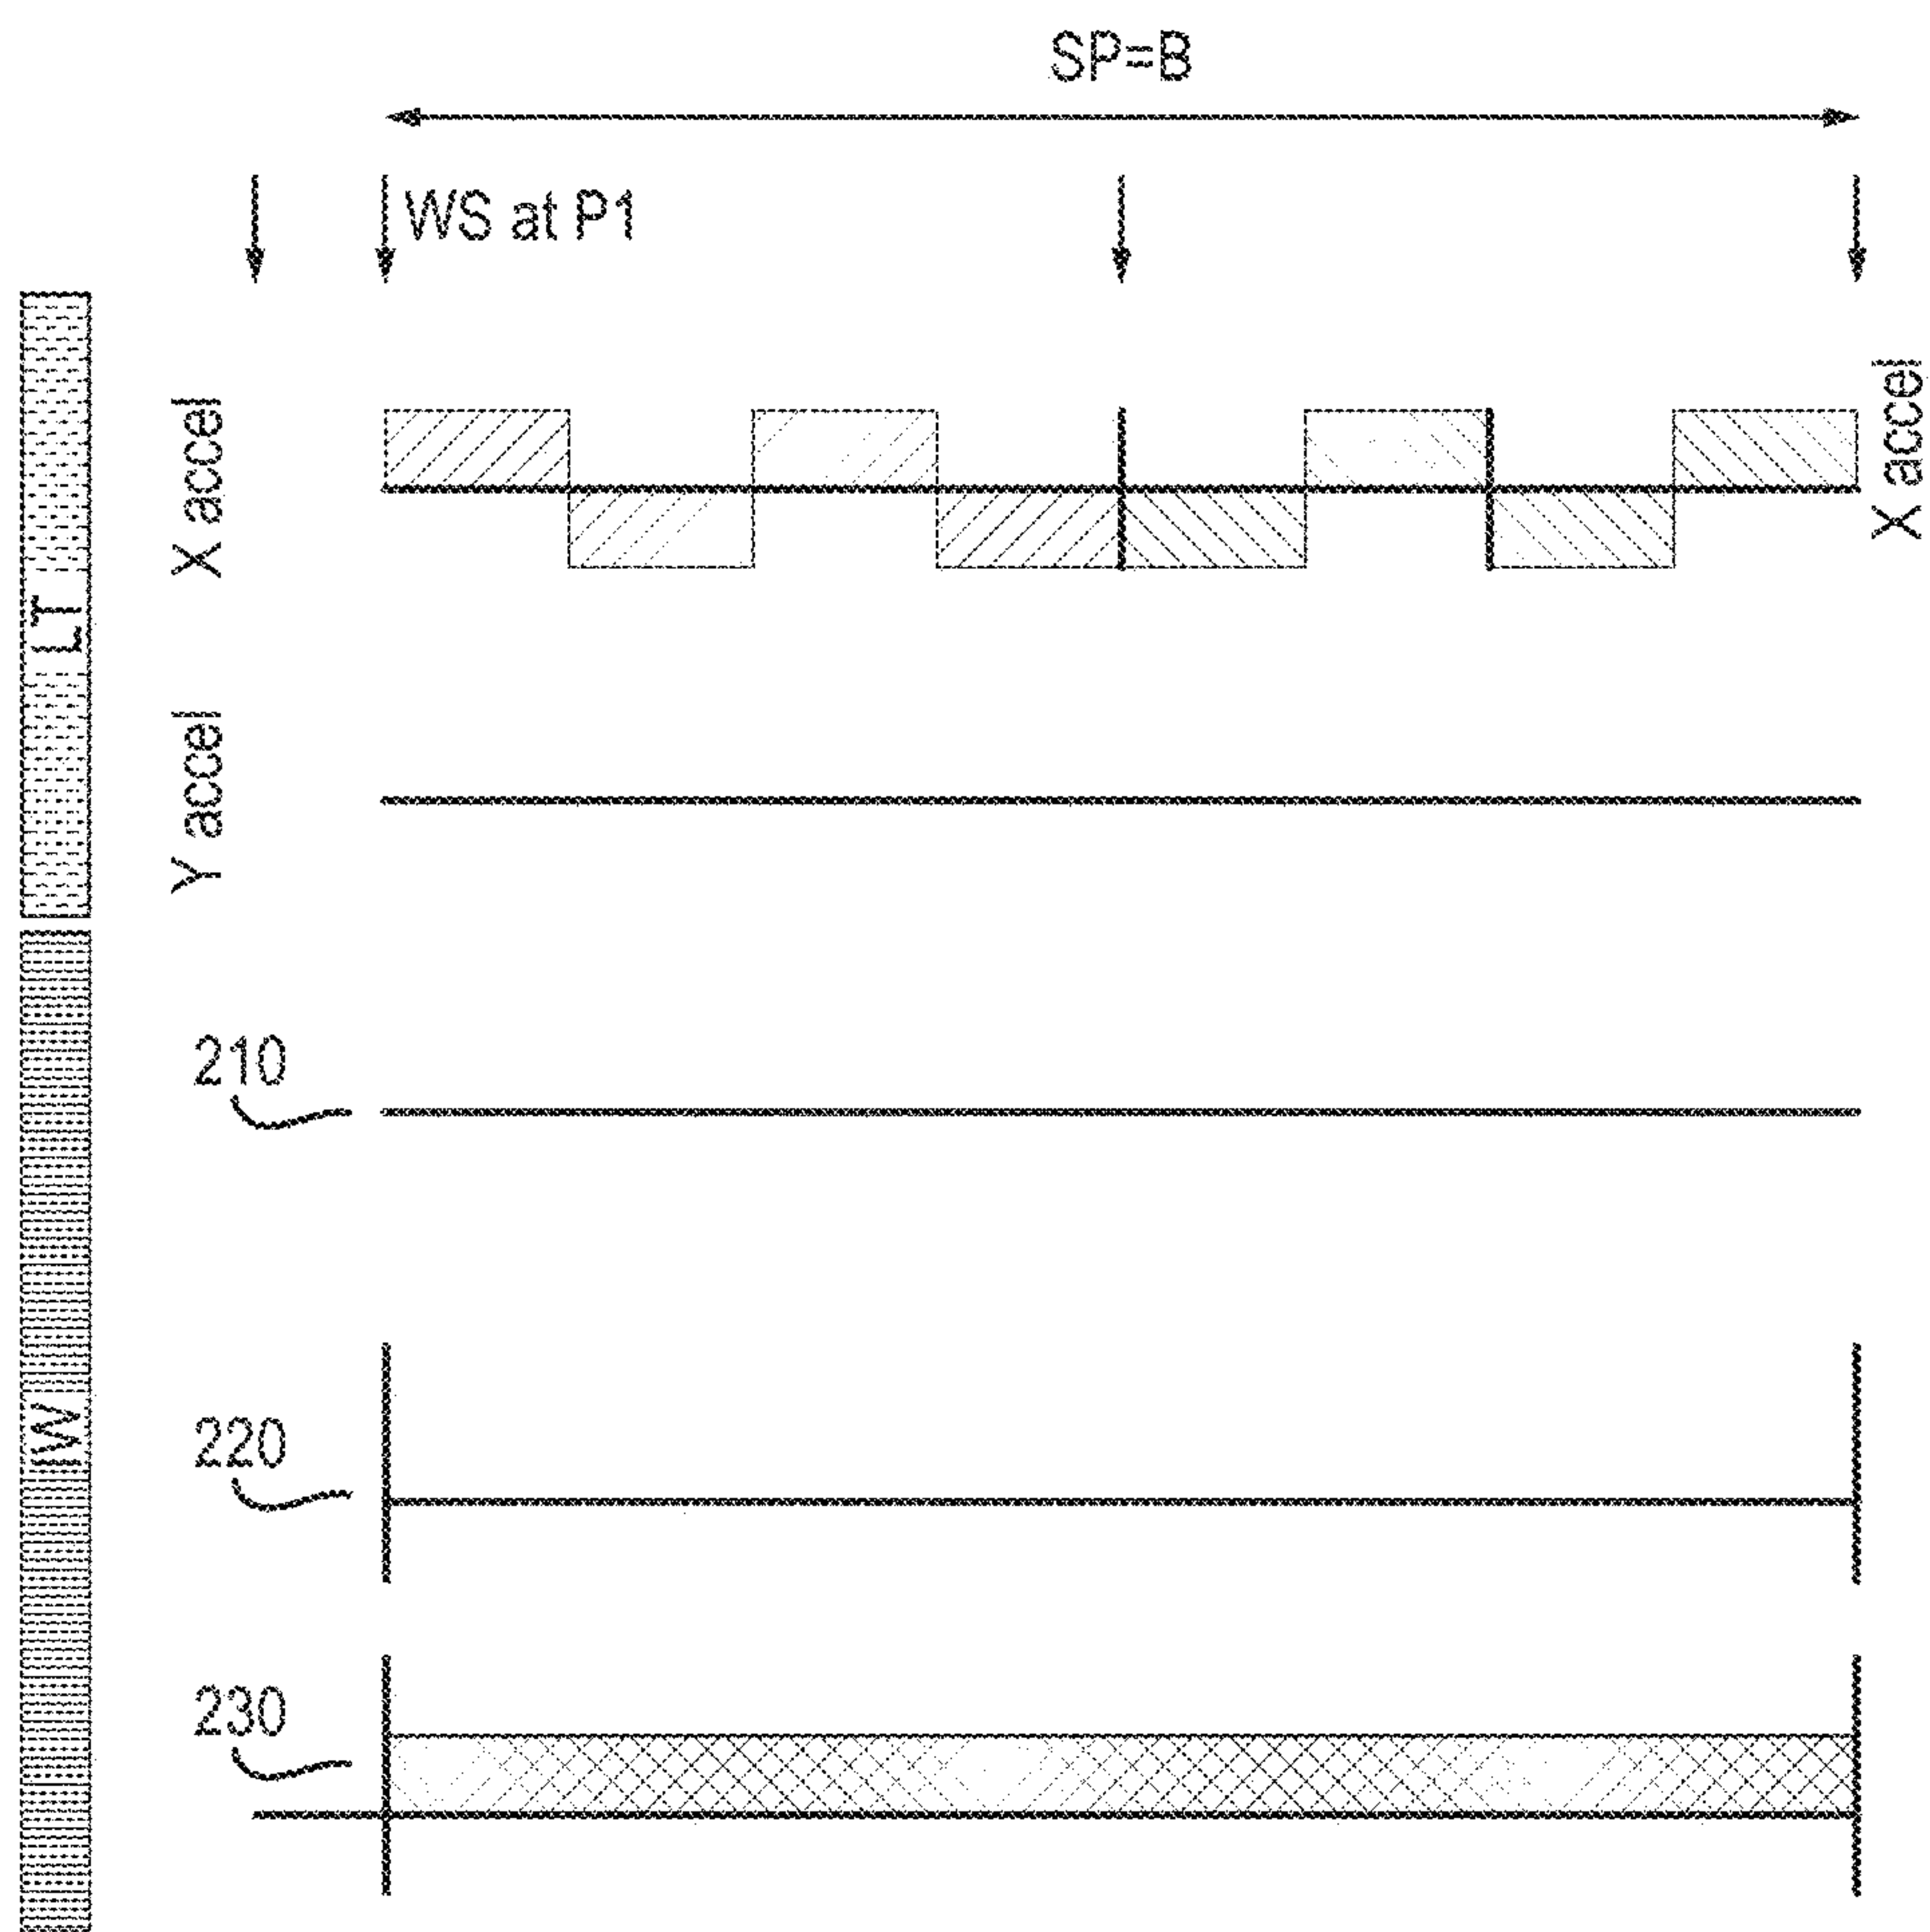 SP=B
WS at P1
X accel
X accel
LT
Y accel
210
IW
220
230